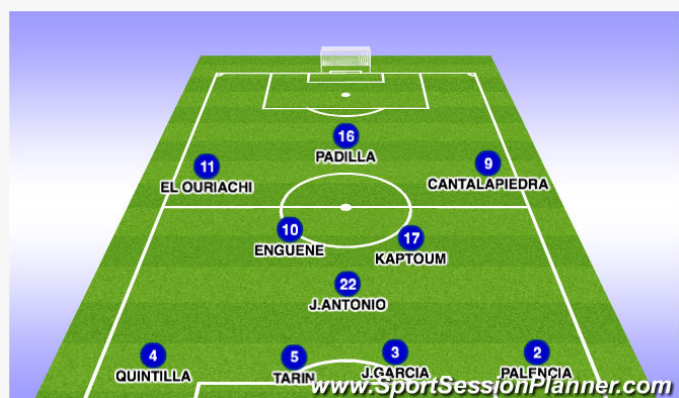 16
PADILLA
11
EL OURIACHI
9
CANTALAPIEDRA
10
ENGUENE
17
KAPTOUM
22
J.ANTONIO
4
QUINTILLA
5
TARIN
3
J.GARCIA
2
PALENCIA
www.SportSessionPlanner.com